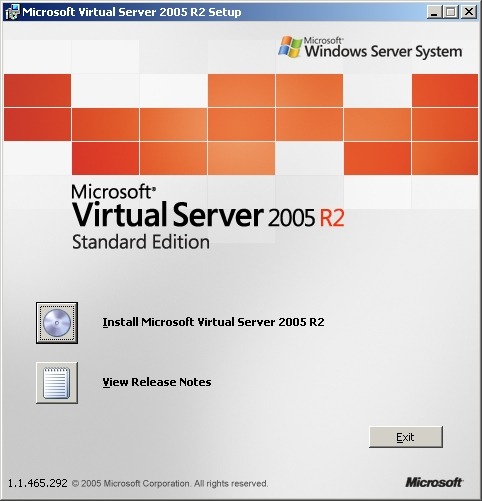 Microsoft Virtual Server 2005 R2 Setup
Microsoft®
Windows Server System
Microsoft®
Virtual Server 2005 R2
Standard Edition
Install Microsoft Virtual Server 2005 R2
View Release Notes
Exit
1.1.465.292 © 2005 Microsoft Corporation. All rights reserved. Microsoft